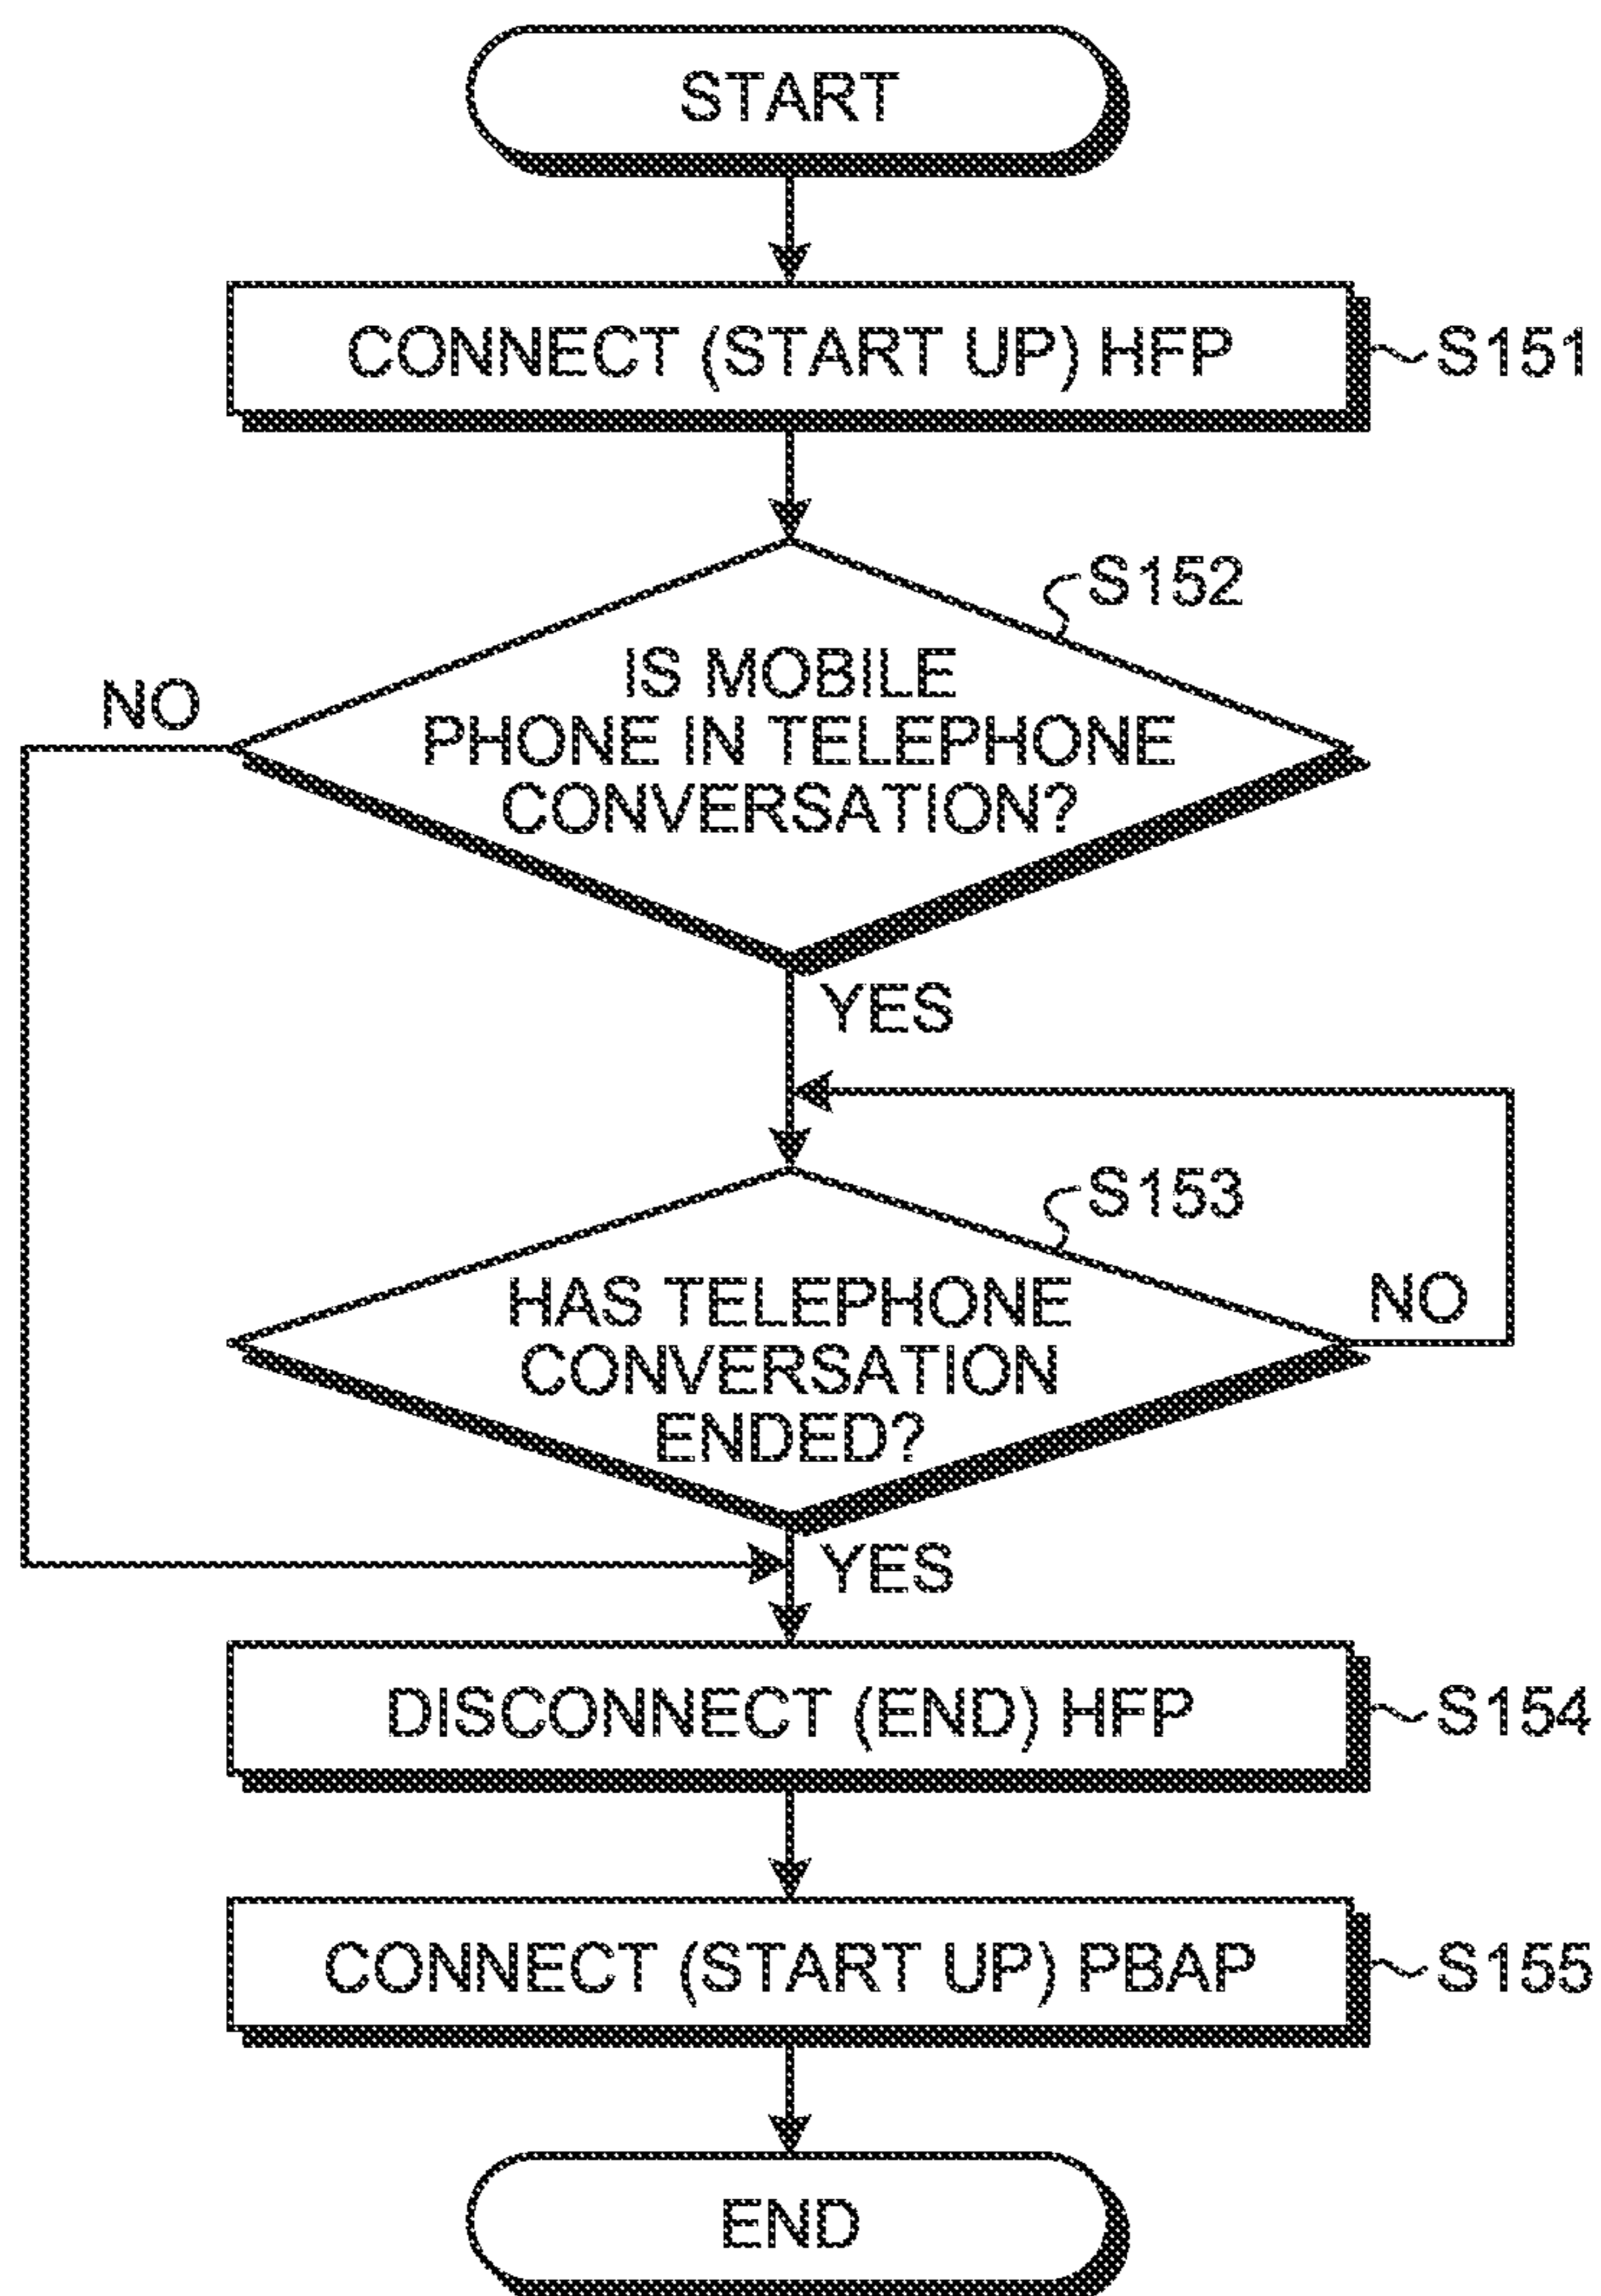 START
CONNECT (START UP) HFP
S151
S152
IS MOBILE
PHONE IN TELEPHONE
CONVERSATION?
NO
YES
S153
HAS TELEPHONE
CONVERSATION
ENDED?
NO
YES
DISCONNECT (END) HFP
S154
CONNECT (START UP) PBAP
S155
END